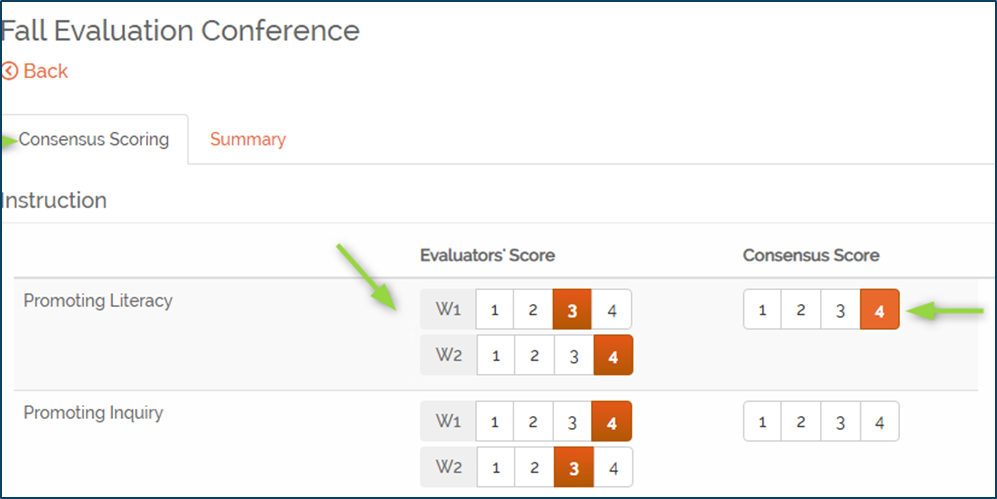 Fall Evaluation Conference
Back
Consensus Scoring Summary
Instruction
Evaluators' Score Consensus Score
Promoting Literacy W1 1 2 3 4 1 2 3 4
W2 1 2 3 4
Promoting Inquiry W1 1 2 3 4 1 2 3 4
W2 1 2 3 4